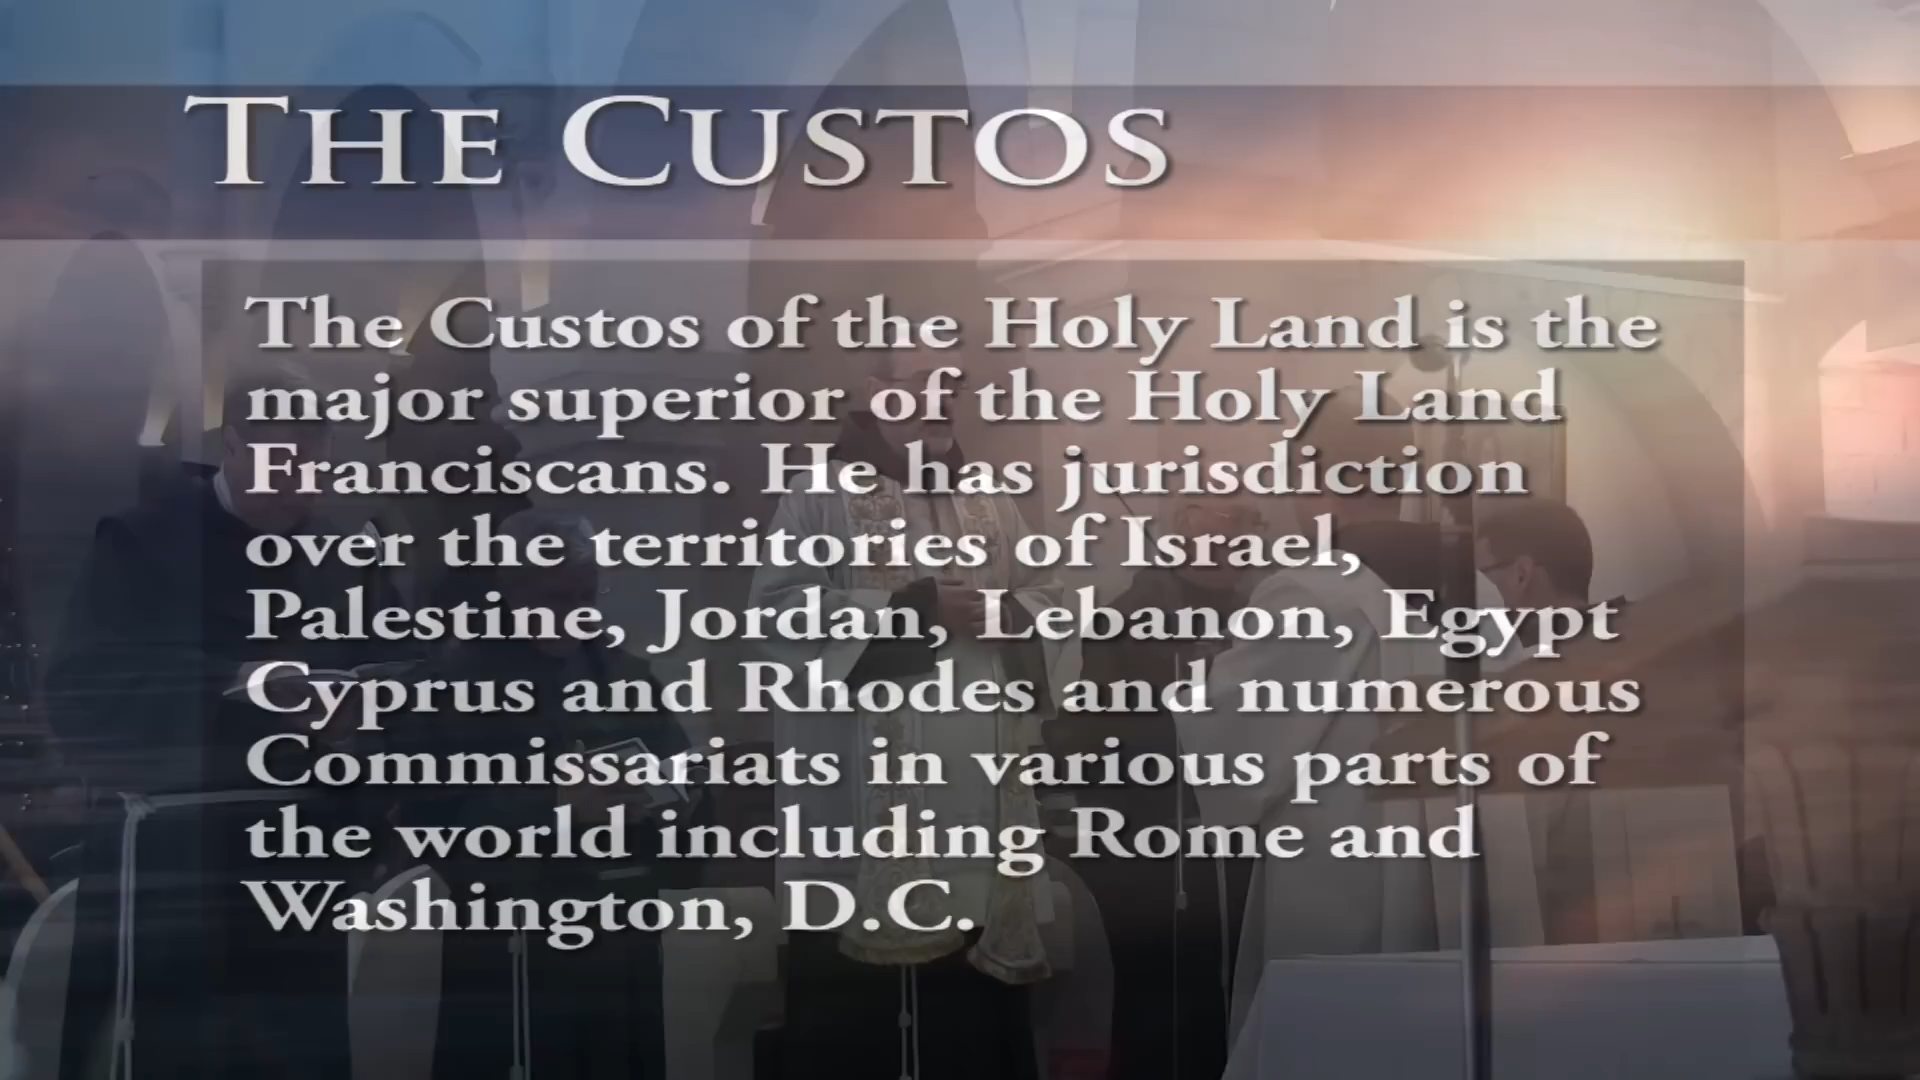 The Custos
The Custos of the Holy Land is the
major superior of the Holy Land
Franciscans. He has jurisdiction
over the territories of Israel,
Palestine, Jordan, Lebanon, Egypt
Cyprus and Rhodes and numerous
Commissariats in various parts of
the world including Rome and
Washington, D.C.